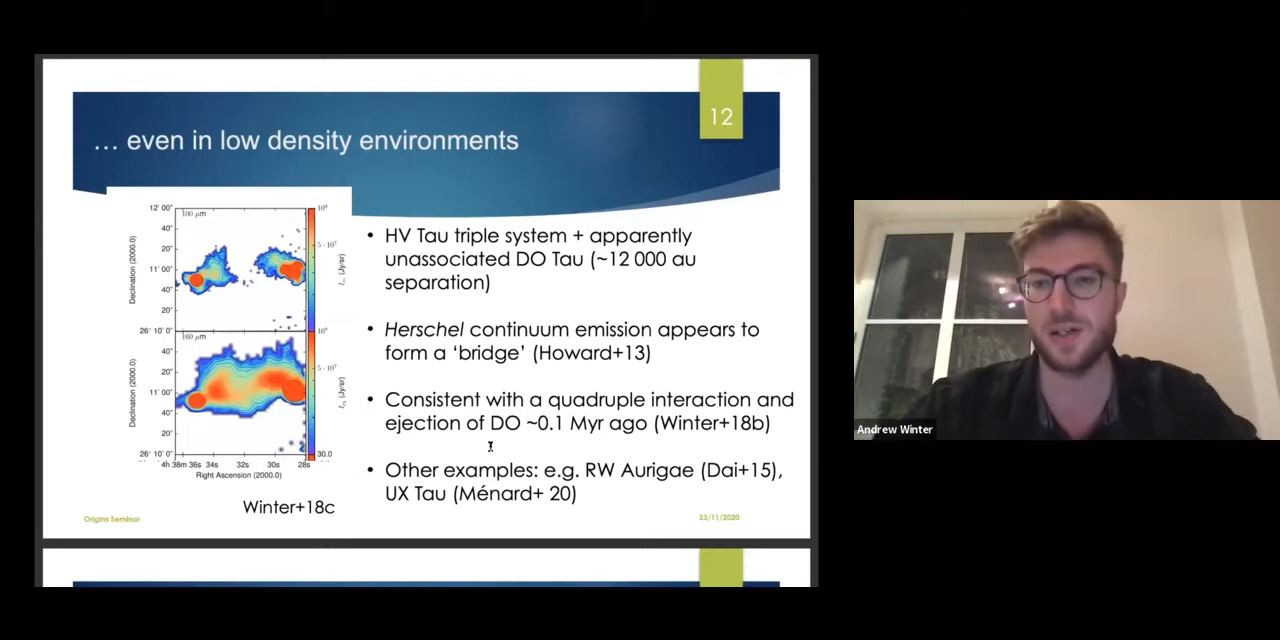 12
… even in low density environments
12' 00"
100 μm
40"
20"
11' 00"
40"
20"
26° 10' 0"
Declination (2000.0)
160 μm
40"
20"
11' 00"
40"
20"
26° 10' 0"
Declination (2000.0)
4h 38m 36s 34s 32s 30s 28s
Right Ascension (2000.0)
30.0
Winter+18c
• HV Tau triple system + apparently
unassociated DO Tau (~12 000 au
separation)
• Herschel continuum emission appears to
form a ‘bridge’ (Howard+13)
• Consistent with a quadruple interaction and
ejection of DO ~0.1 Myr ago (Winter+18b)
• Other examples: e.g. RW Aurigae (Dai+15),
UX Tau (Ménard+ 20)
Origins Seminar
23/11/2020
Andrew Winter